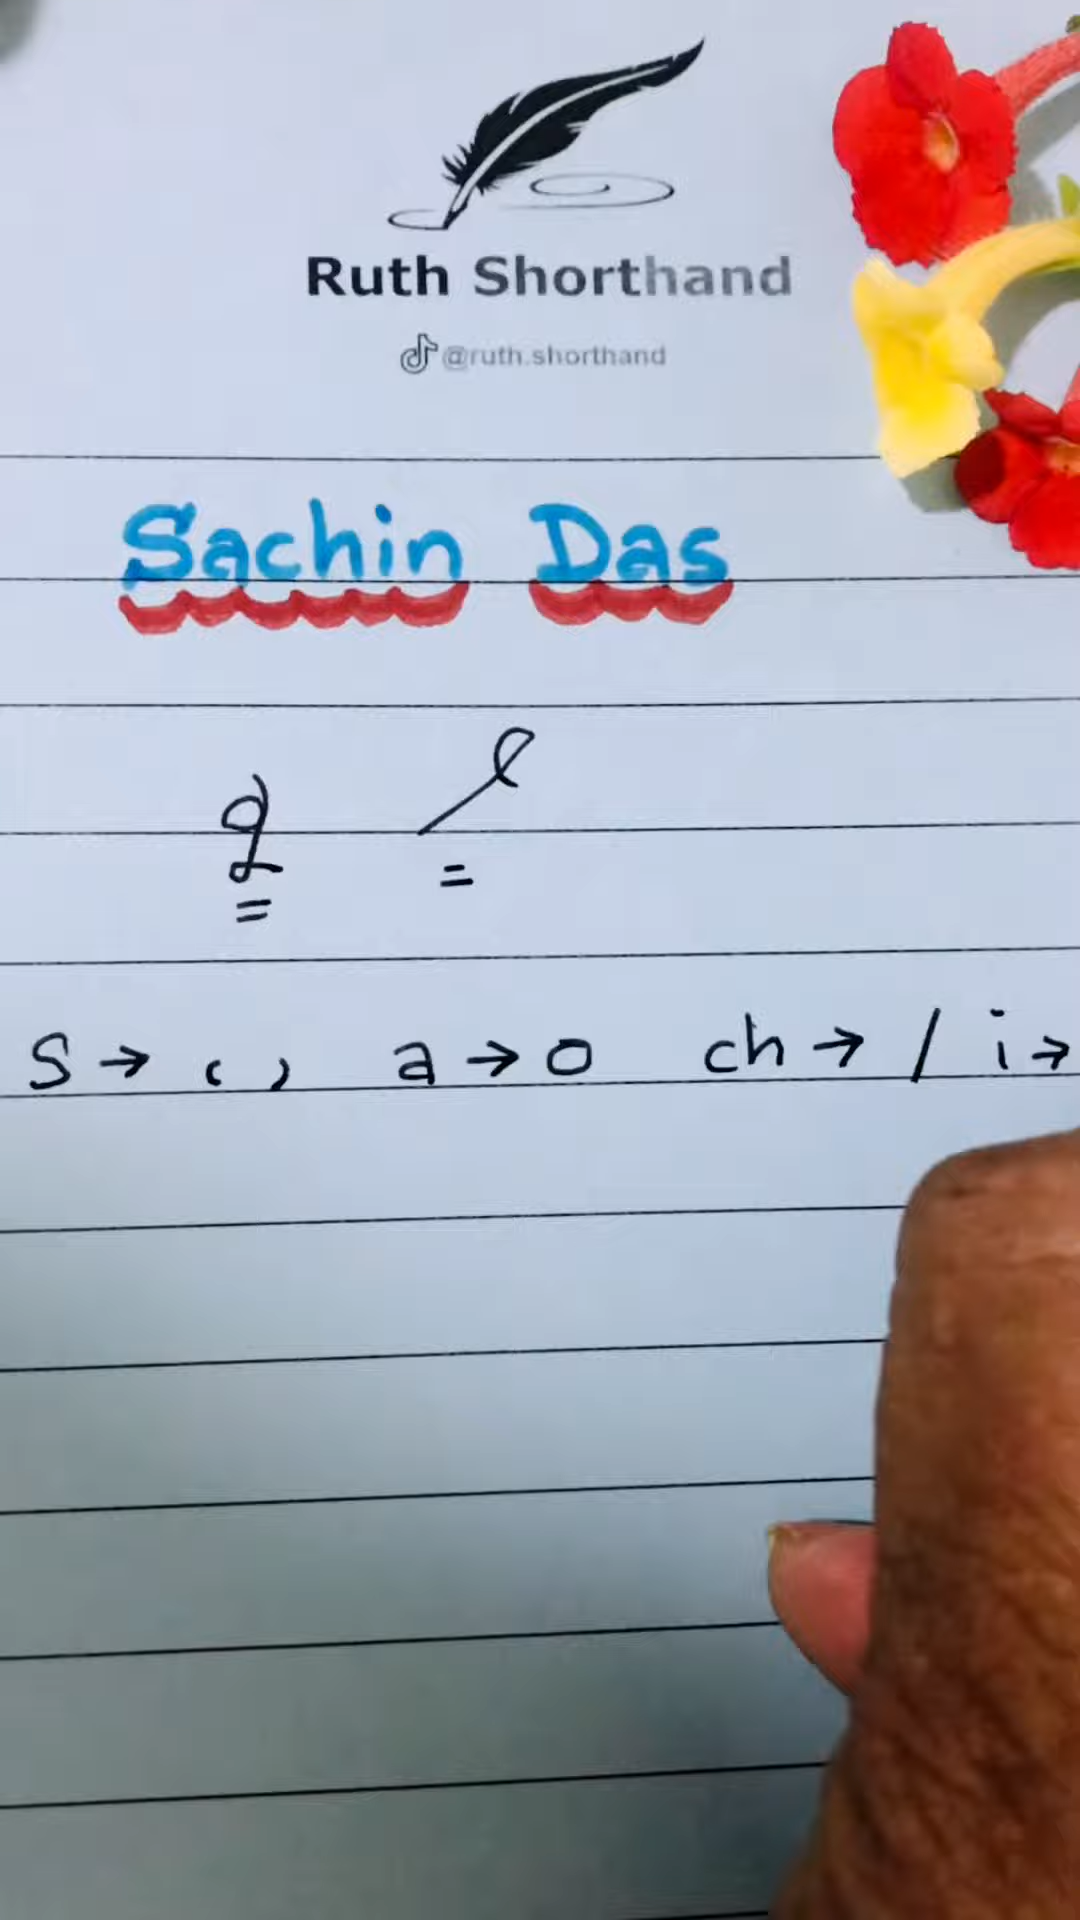 Ruth Shorthand
@ruth.shorthand
Sachin Das
= =
S → ( ) a → o ch → / i →